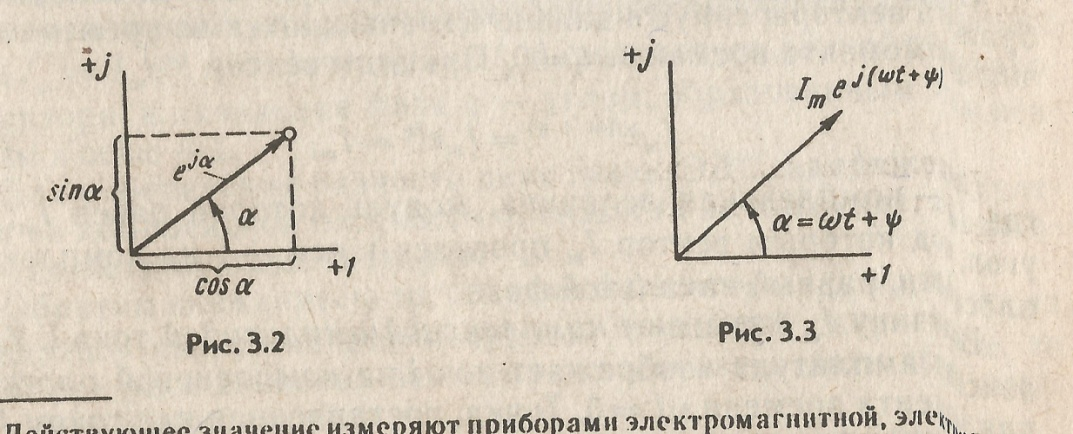 +j
sin α
e^{jα}
α
cos α
+1
Рис. 3.2
+j
I_m e^{j(ωt+ψ)}
α = ωt + ψ
+1
Рис. 3.3
Действующее значение измеряют приборами электромагнитной,